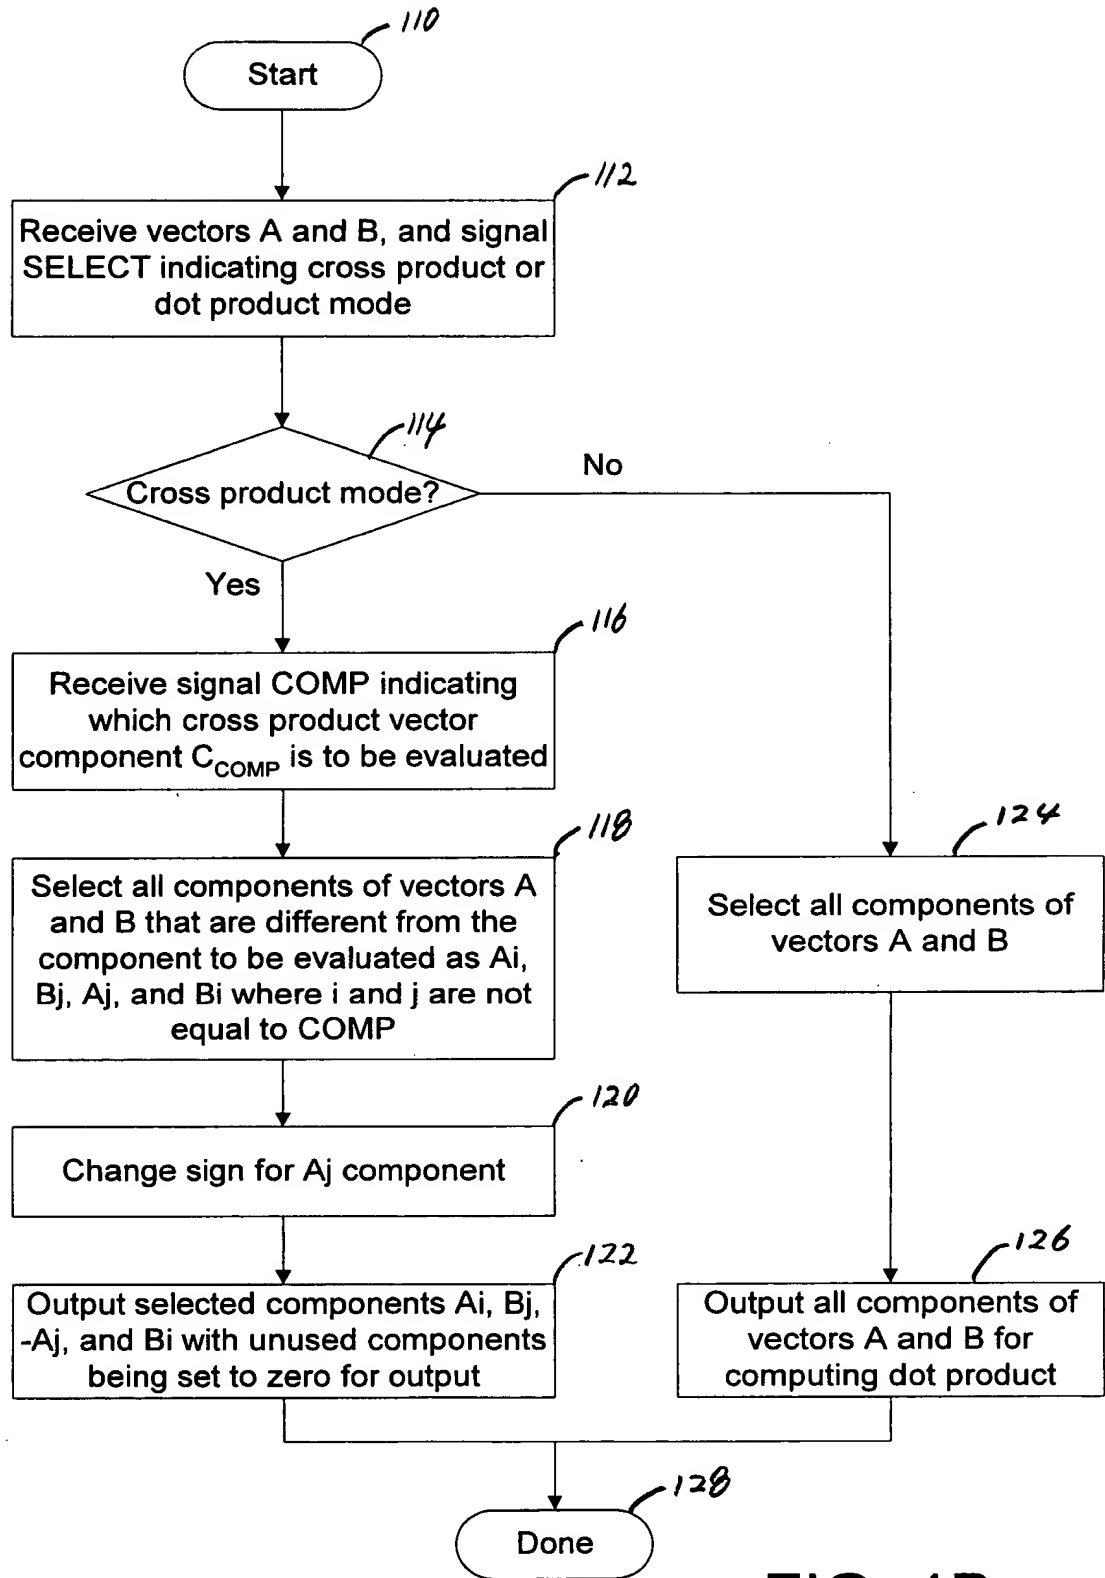 110
Start
112
Receive vectors A and B, and signal
SELECT indicating cross product or
dot product mode
114
Cross product mode?
No
Yes
116
Receive signal COMP indicating
which cross product vector
component C_COMP is to be evaluated
118
Select all components of vectors A
and B that are different from the
component to be evaluated as Ai,
Bj, Aj, and Bi where i and j are not
equal to COMP
124
Select all components of
vectors A and B
120
Change sign for Aj component
122
Output selected components Ai, Bj,
-Aj, and Bi with unused components
being set to zero for output
126
Output all components of
vectors A and B for
computing dot product
128
Done